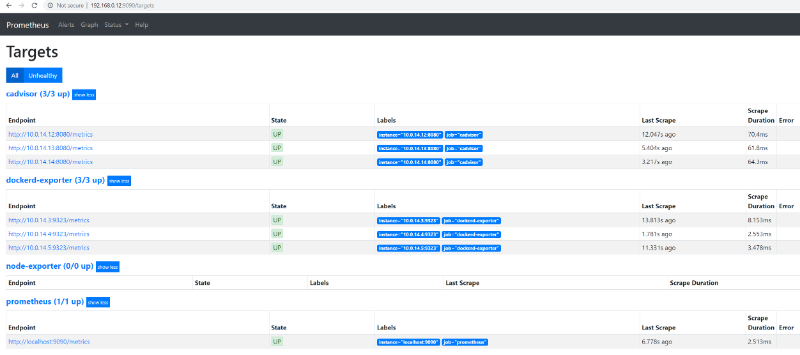 Not secure | 192.168.0.12:9090/targets
Prometheus Alerts Graph Status Help
Targets
All Unhealthy
cadvisor (3/3 up) show less
Endpoint State Labels Last Scrape Scrape Duration Error
http://10.0.14.12:8080/metrics UP instance="10.0.14.12:8080" job="cadvisor" 12.047s ago 70.4ms
http://10.0.14.13:8080/metrics UP instance="10.0.14.13:8080" job="cadvisor" 5.404s ago 61.8ms
http://10.0.14.14:8080/metrics UP instance="10.0.14.14:8080" job="cadvisor" 3.217s ago 64.3ms
dockerd-exporter (3/3 up) show less
Endpoint State Labels Last Scrape Scrape Duration Error
http://10.0.14.3:9323/metrics UP instance="10.0.14.3:9323" job="dockerd-exporter" 13.813s ago 8.153ms
http://10.0.14.4:9323/metrics UP instance="10.0.14.4:9323" job="dockerd-exporter" 1.781s ago 2.553ms
http://10.0.14.5:9323/metrics UP instance="10.0.14.5:9323" job="dockerd-exporter" 11.331s ago 3.478ms
node-exporter (0/0 up) show less
Endpoint State Labels Last Scrape Scrape Duration
prometheus (1/1 up) show less
Endpoint State Labels Last Scrape Scrape Duration Error
http://localhost:9090/metrics UP instance="localhost:9090" job="prometheus" 6.778s ago 2.513ms